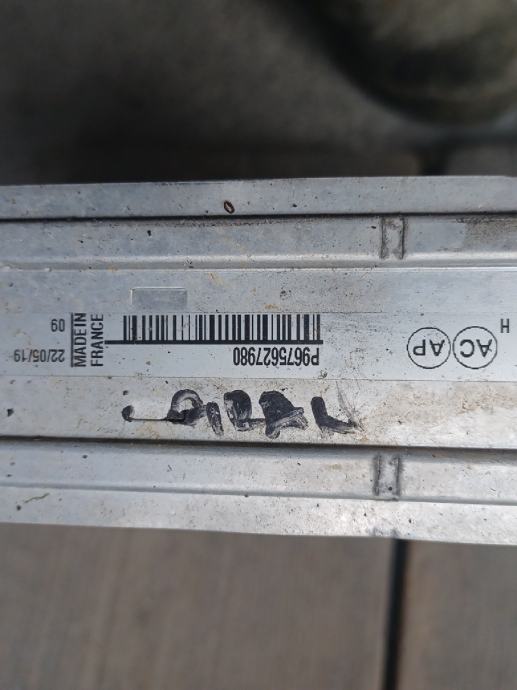 H
AC AP
P9675627980
MADE IN
FRANCE
09
22/05/19